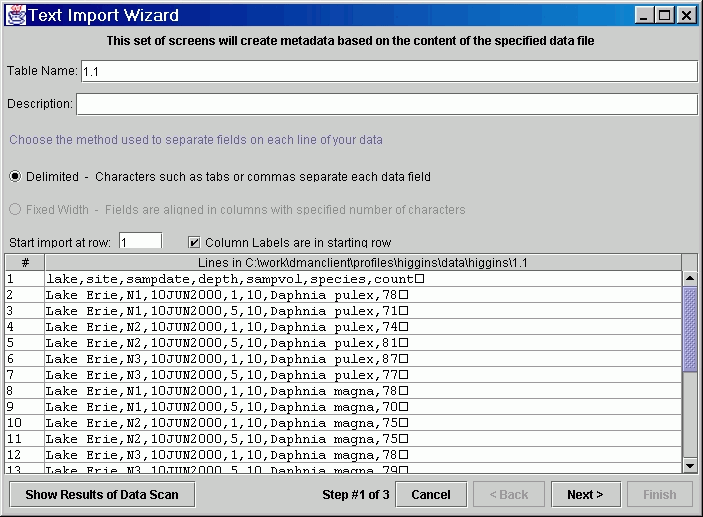 Text Import Wizard
This set of screens will create metadata based on the content of the specified data file
Table Name: 1.1
Description:
Choose the method used to separate fields on each line of your data
Delimited - Characters such as tabs or commas separate each data field
Fixed Width - Fields are aligned in columns with specified number of characters
Start import at row: 1 Column Labels are in starting row
# Lines in C:\work\dmanclient\profiles\higgins\data\higgins\1.1
1 lake,site,sampdate,depth,sampvol,species,count□
2 Lake Erie,N1,10JUN2000,1,10,Daphnia pulex,78□
3 Lake Erie,N1,10JUN2000,5,10,Daphnia pulex,71□
4 Lake Erie,N2,10JUN2000,1,10,Daphnia pulex,74□
5 Lake Erie,N2,10JUN2000,5,10,Daphnia pulex,81□
6 Lake Erie,N3,10JUN2000,1,10,Daphnia pulex,87□
7 Lake Erie,N3,10JUN2000,5,10,Daphnia pulex,77□
8 Lake Erie,N1,10JUN2000,1,10,Daphnia magna,78□
9 Lake Erie,N1,10JUN2000,5,10,Daphnia magna,70□
10 Lake Erie,N2,10JUN2000,1,10,Daphnia magna,75□
11 Lake Erie,N2,10JUN2000,5,10,Daphnia magna,75□
12 Lake Erie,N3,10JUN2000,1,10,Daphnia magna,78□
13 Lake Erie,N3,10JUN2000,5,10,Daphnia magna,79□
Show Results of Data Scan Step #1 of 3 Cancel < Back Next > Finish